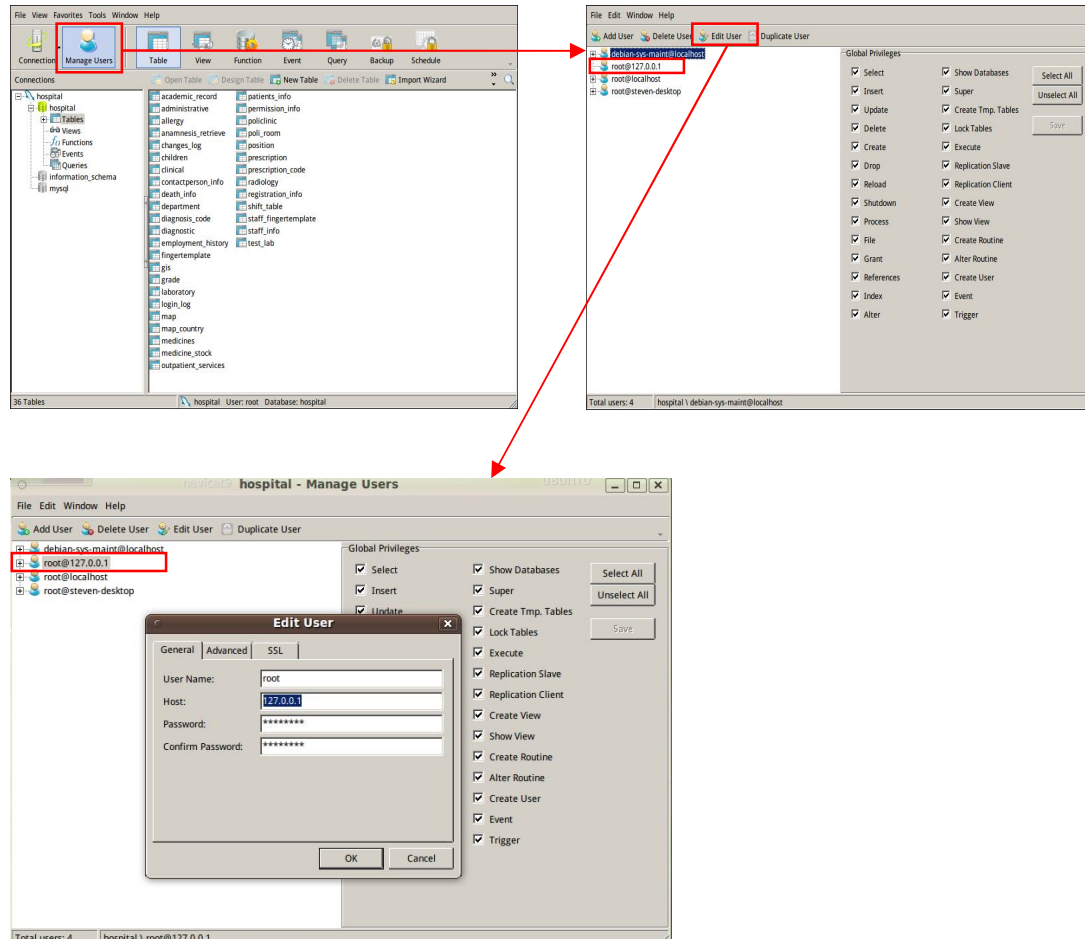 File View Favorites Tools Window Help
Connection Manage Users Table View Function Event Query Backup Schedule
Connections Open Table Design Table New Table Delete Table Import Wizard »
hospital
hospital
Tables
Views
Functions
Events
Queries
information_schema
mysql
academic_record patients_info
administrative permission_info
allergy policlinic
anamnesis_retrieve poli_room
changes_log position
children prescription
clinical prescription_code
contactperson_info radiology
death_info registration_info
department shift_table
diagnosis_code staff_fingertemplate
diagnostic staff_info
employment_history test_lab
fingertemplate
gis
grade
laboratory
login_log
map
map_country
medicines
medicine_stock
outpatient_services
36 Tables hospital User: root Database: hospital
File Edit Window Help
Add User Delete User Edit User Duplicate User
debian-sys-maint@localhost
root@127.0.0.1
root@localhost
root@steven-desktop
Global Privileges
Select Show Databases Select All
Insert Super Unselect All
Update Create Tmp. Tables
Delete Lock Tables Save
Create Execute
Drop Replication Slave
Reload Replication Client
Shutdown Create View
Process Show View
File Create Routine
Grant Alter Routine
References Create User
Index Event
Alter Trigger
Total users: 4 hospital \ debian-sys-maint@localhost
hospital - Manage Users
File Edit Window Help
Add User Delete User Edit User Duplicate User
debian-sys-maint@localhost
root@127.0.0.1
root@localhost
root@steven-desktop
Global Privileges
Select Show Databases Select All
Insert Super Unselect All
Update Create Tmp. Tables
Lock Tables Save
Execute
Replication Slave
Replication Client
Create View
Show View
Create Routine
Alter Routine
Create User
Event
Trigger
Edit User
General Advanced SSL
User Name: root
Host: 127.0.0.1
Password: ********
Confirm Password: ********
OK Cancel
Total users: 4 hospital \ root@127.0.0.1